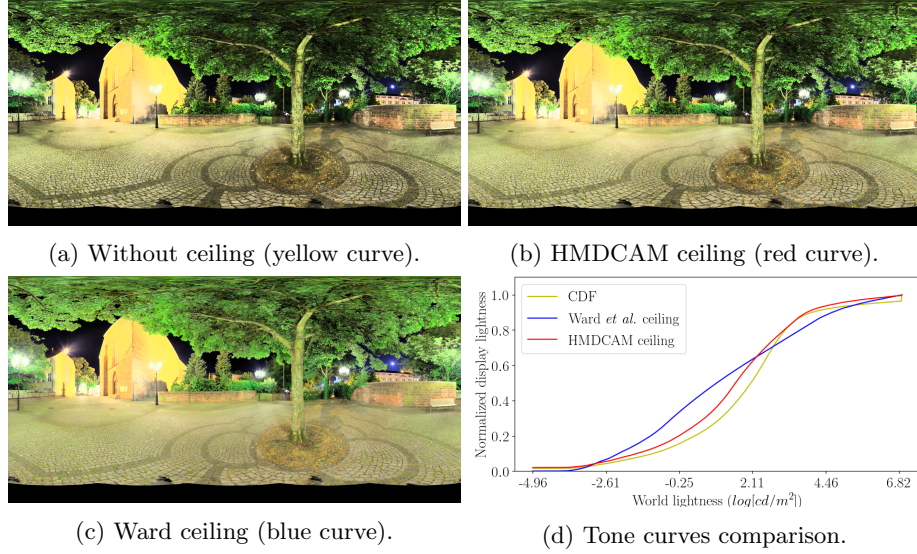 (a) Without ceiling (yellow curve).
(b) HMDCAM ceiling (red curve).
(c) Ward ceiling (blue curve).
Normalized display lightness
1.0
0.8
0.6
0.4
0.2
0.0
CDF
Ward et al. ceiling
HMDCAM ceiling
-4.96 -2.61 -0.25 2.11 4.46 6.82
World lightness (log[cd/m²])
(d) Tone curves comparison.